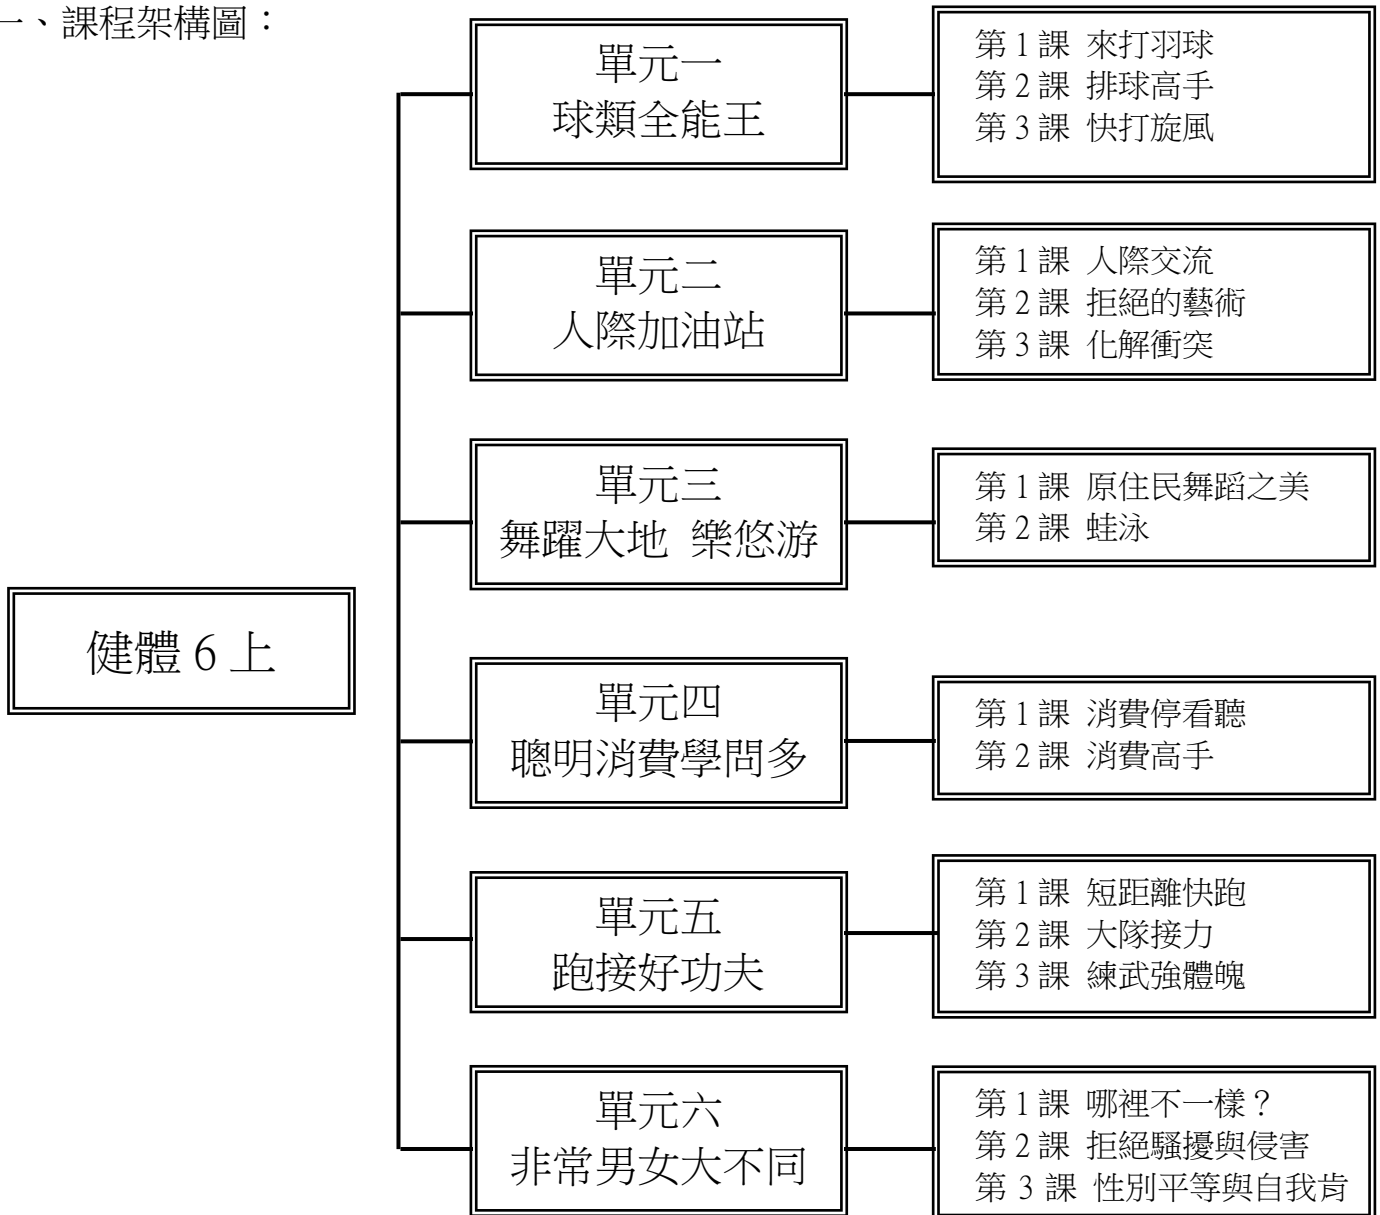 一、課程架構圖：
健體 6 上
單元一
球類全能王
第 1 課 來打羽球
第 2 課 排球高手
第 3 課 快打旋風
單元二
人際加油站
第 1 課 人際交流
第 2 課 拒絕的藝術
第 3 課 化解衝突
單元三
舞躍大地 樂悠游
第 1 課 原住民舞蹈之美
第 2 課 蛙泳
單元四
聰明消費學問多
第 1 課 消費停看聽
第 2 課 消費高手
單元五
跑接好功夫
第 1 課 短距離快跑
第 2 課 大隊接力
第 3 課 練武強體魄
單元六
非常男女大不同
第 1 課 哪裡不一樣？
第 2 課 拒絕騷擾與侵害
第 3 課 性別平等與自我肯